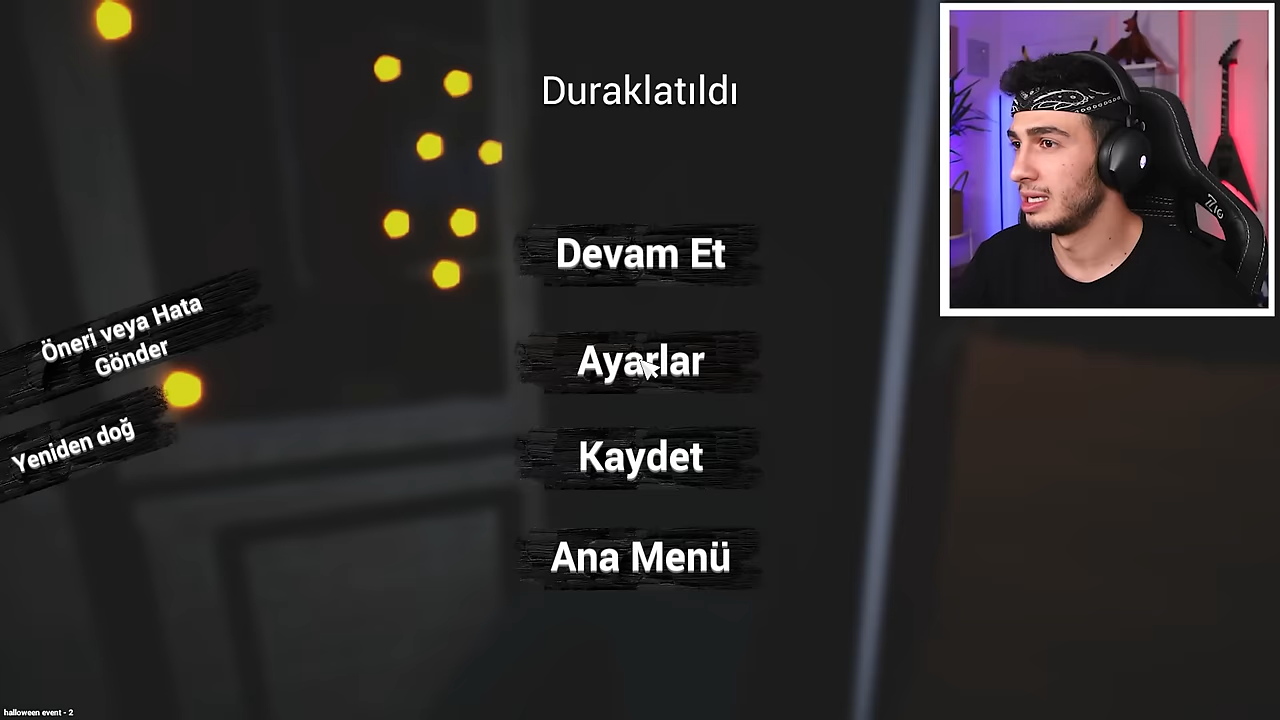 Duraklatıldı
Devam Et
Ayarlar
Kaydet
Ana Menü
Öneri veya Hata
Gönder
Yeniden doğ
halloween event - 2